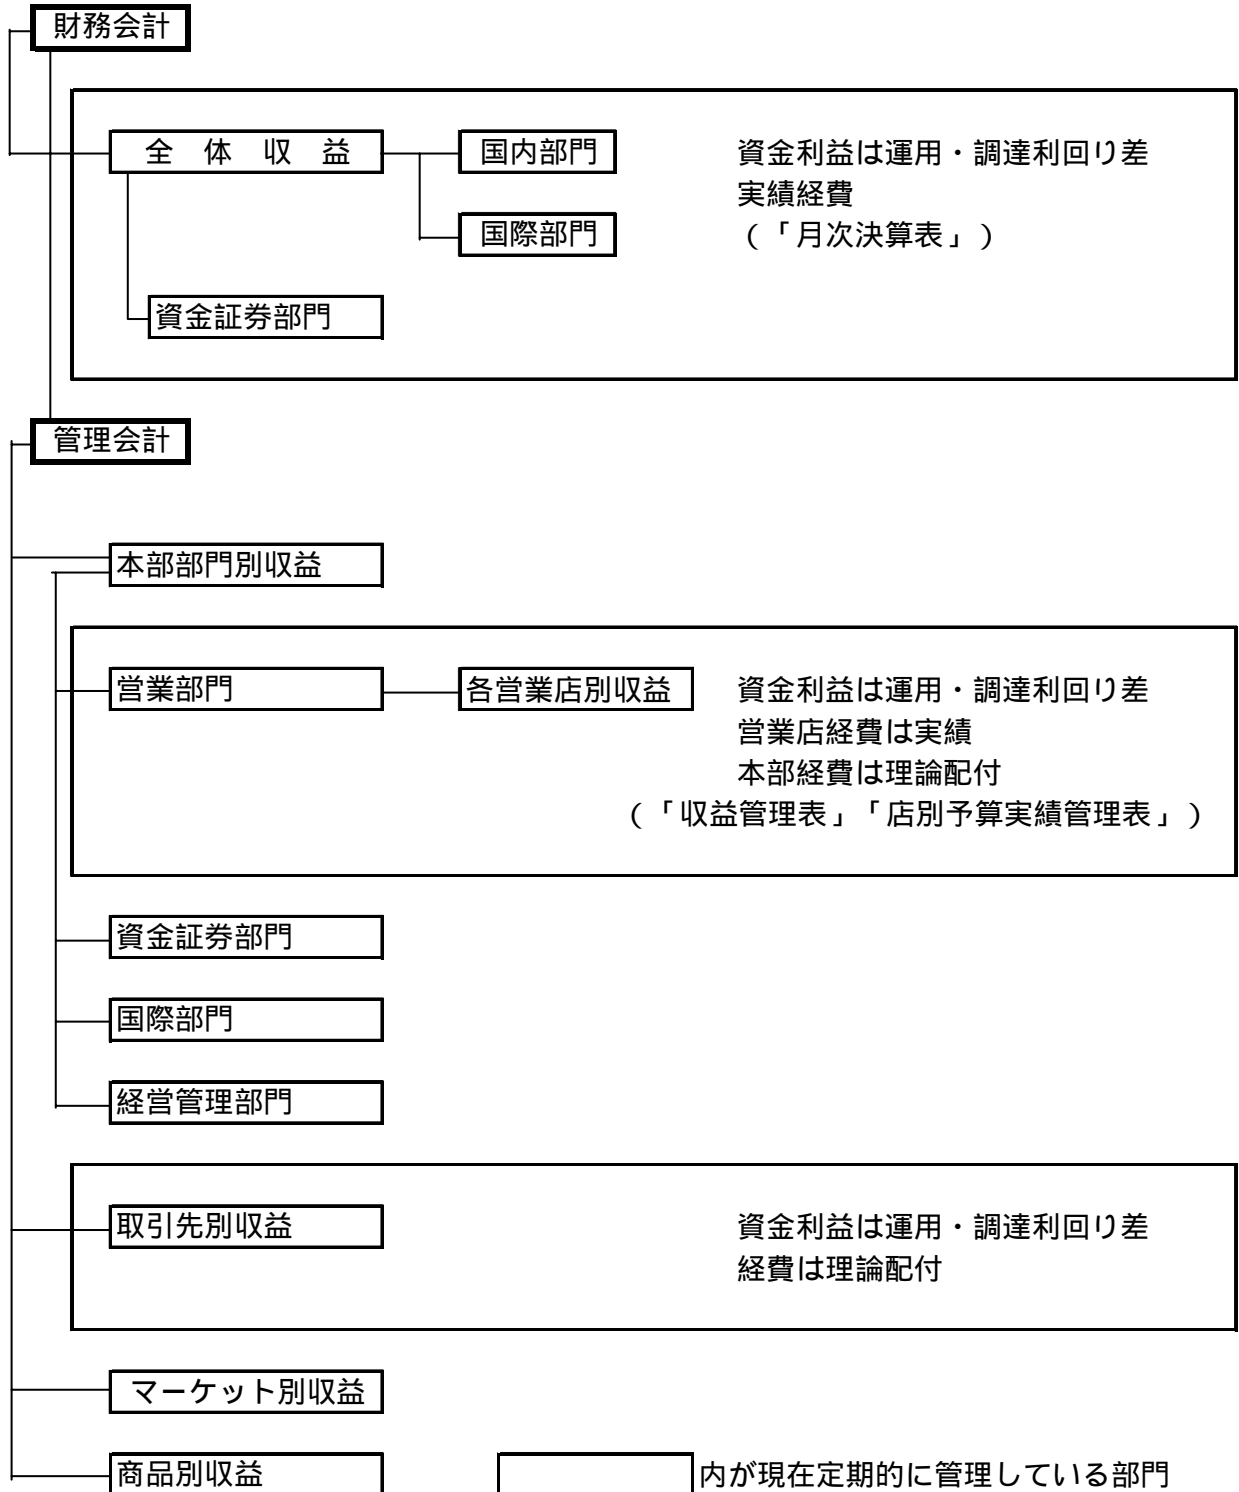 財務会計
全 体 収 益 国内部門 資金利益は運用・調達利回り差
実績経費
国際部門 (「月次決算表」)
資金証券部門
管理会計
本部部門別収益
営業部門 各営業店別収益 資金利益は運用・調達利回り差
営業店経費は実績
本部経費は理論配付
(「収益管理表」「店別予算実績管理表」)
資金証券部門
国際部門
経営管理部門
取引先別収益 資金利益は運用・調達利回り差
経費は理論配付
マーケット別収益
商品別収益 内が現在定期的に管理している部門